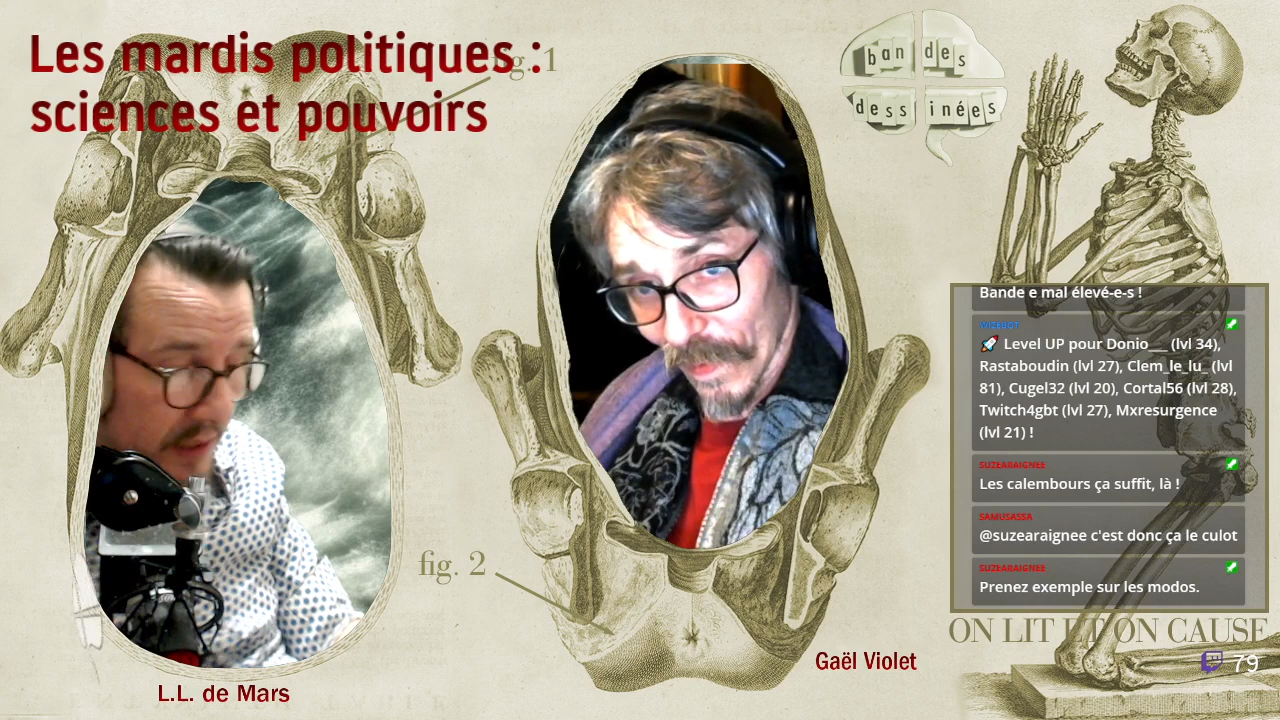 Les mardis politiques :
sciences et pouvoirs
fig. 1
ban des
dess inées
Bande e mal élevé-e-s !
WIZEBOT
🚀 Level UP pour Donio___ (lvl 34),
Rastaboudin (lvl 27), Clem_le_lu_ (lvl
81), Cugel32 (lvl 20), Cortal56 (lvl 28),
Twitch4gbt (lvl 27), Mxresurgence
(lvl 21) !
SUZEARAIGNEE
Les calembours ça suffit, là !
SAMUSASSA
@suzearaignee c'est donc ça le culot
SUZEARAIGNEE
Prenez exemple sur les modos.
fig. 2
ON LIT ET ON CAUSE
79
Gaël Violet
L.L. de Mars